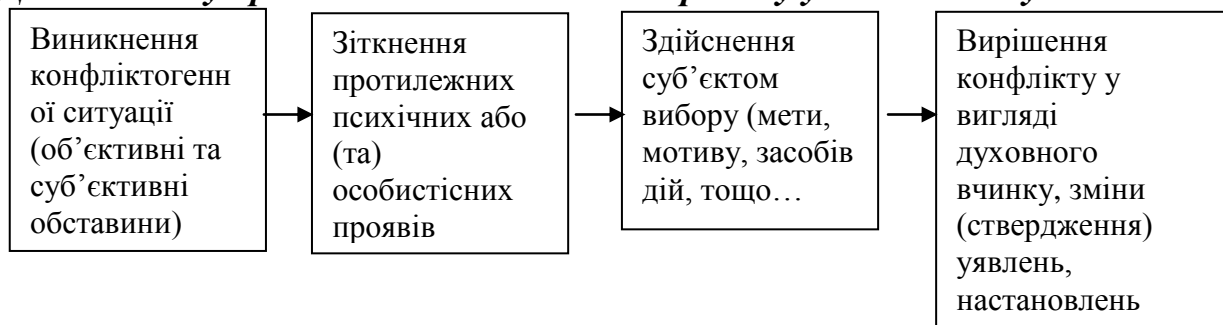 Виникнення
конфліктогенн
ої ситуації
(об’єктивні та
суб’єктивні
обставини)
Зіткнення
протилежних
психічних або
(та)
особистісних
проявів
Здійснення
суб’єктом
вибору (мети,
мотиву, засобів
дій, тощо…
Вирішення
конфлікту у
вигляді
духовного
вчинку, зміни
(ствердження)
уявлень,
настановлень